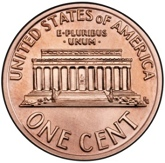 UNITED STATES OF AMERICA
E·PLURIBUS
·UNUM·
ONE CENT